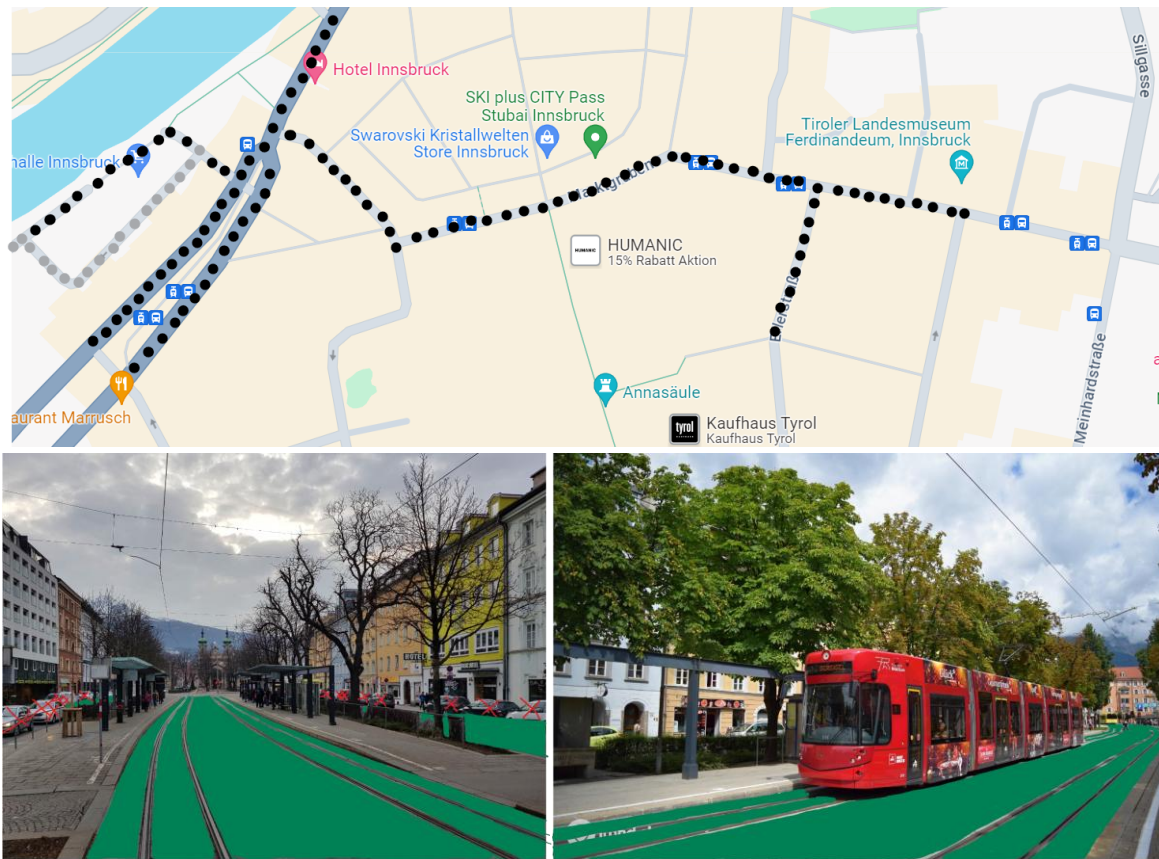 Sillgasse
Hotel Innsbruck
SKI plus CITY Pass
Stubai Innsbruck
Swarovski Kristallwelten
Store Innsbruck
Tiroler Landesmuseum
Ferdinandeum, Innsbruck
halle Innsbruck
HUMANIC
HUMANIC
15% Rabatt Aktion
Meinhardstraße
Annasäule
aurant Marrusch
tyrol
Kaufhaus Tyrol
Kaufhaus Tyrol
HOTEL